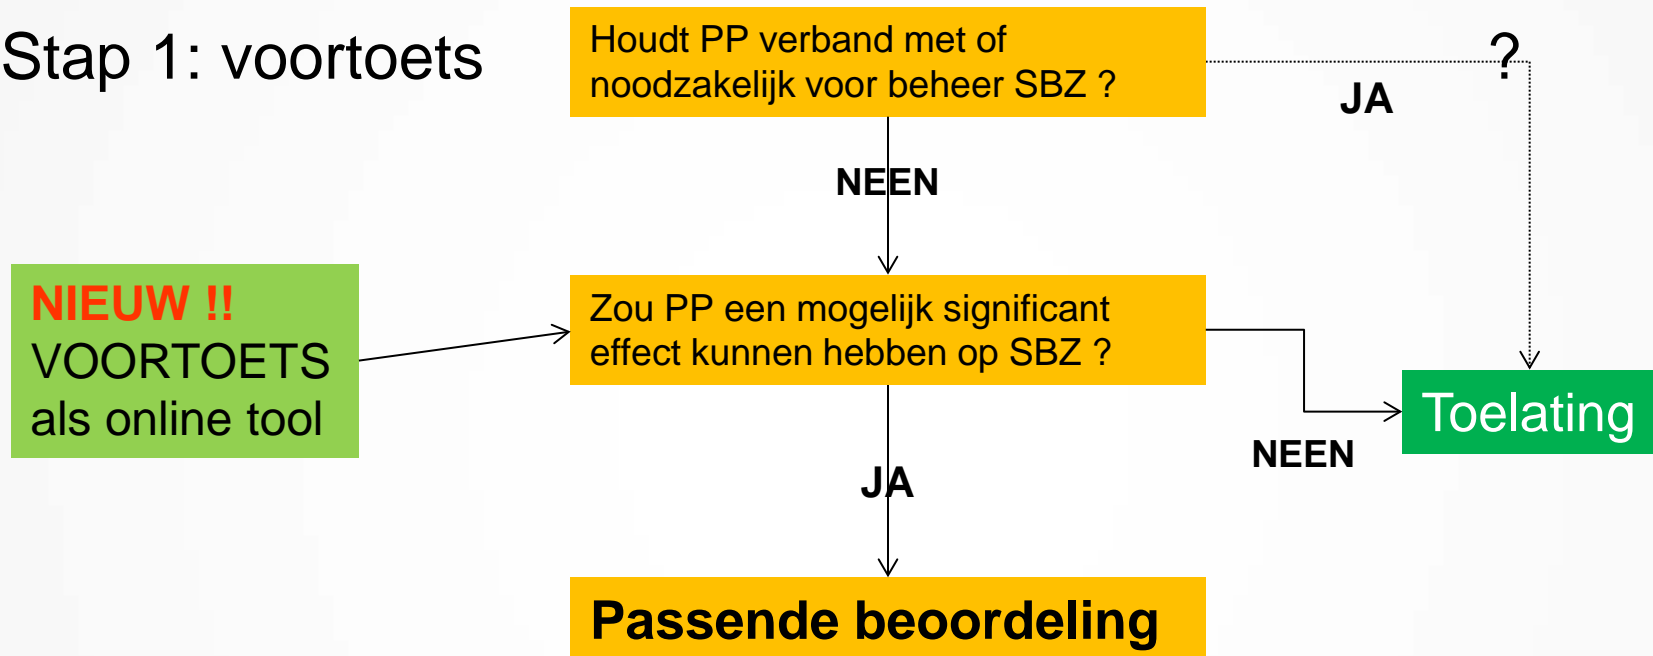 Stap 1: voortoets
Houdt PP verband met of
noodzakelijk voor beheer SBZ ?
?
JA
NEEN
NIEUW !!
VOORTOETS
als online tool
Zou PP een mogelijk significant
effect kunnen hebben op SBZ ?
Toelating
NEEN
JA
Passende beoordeling